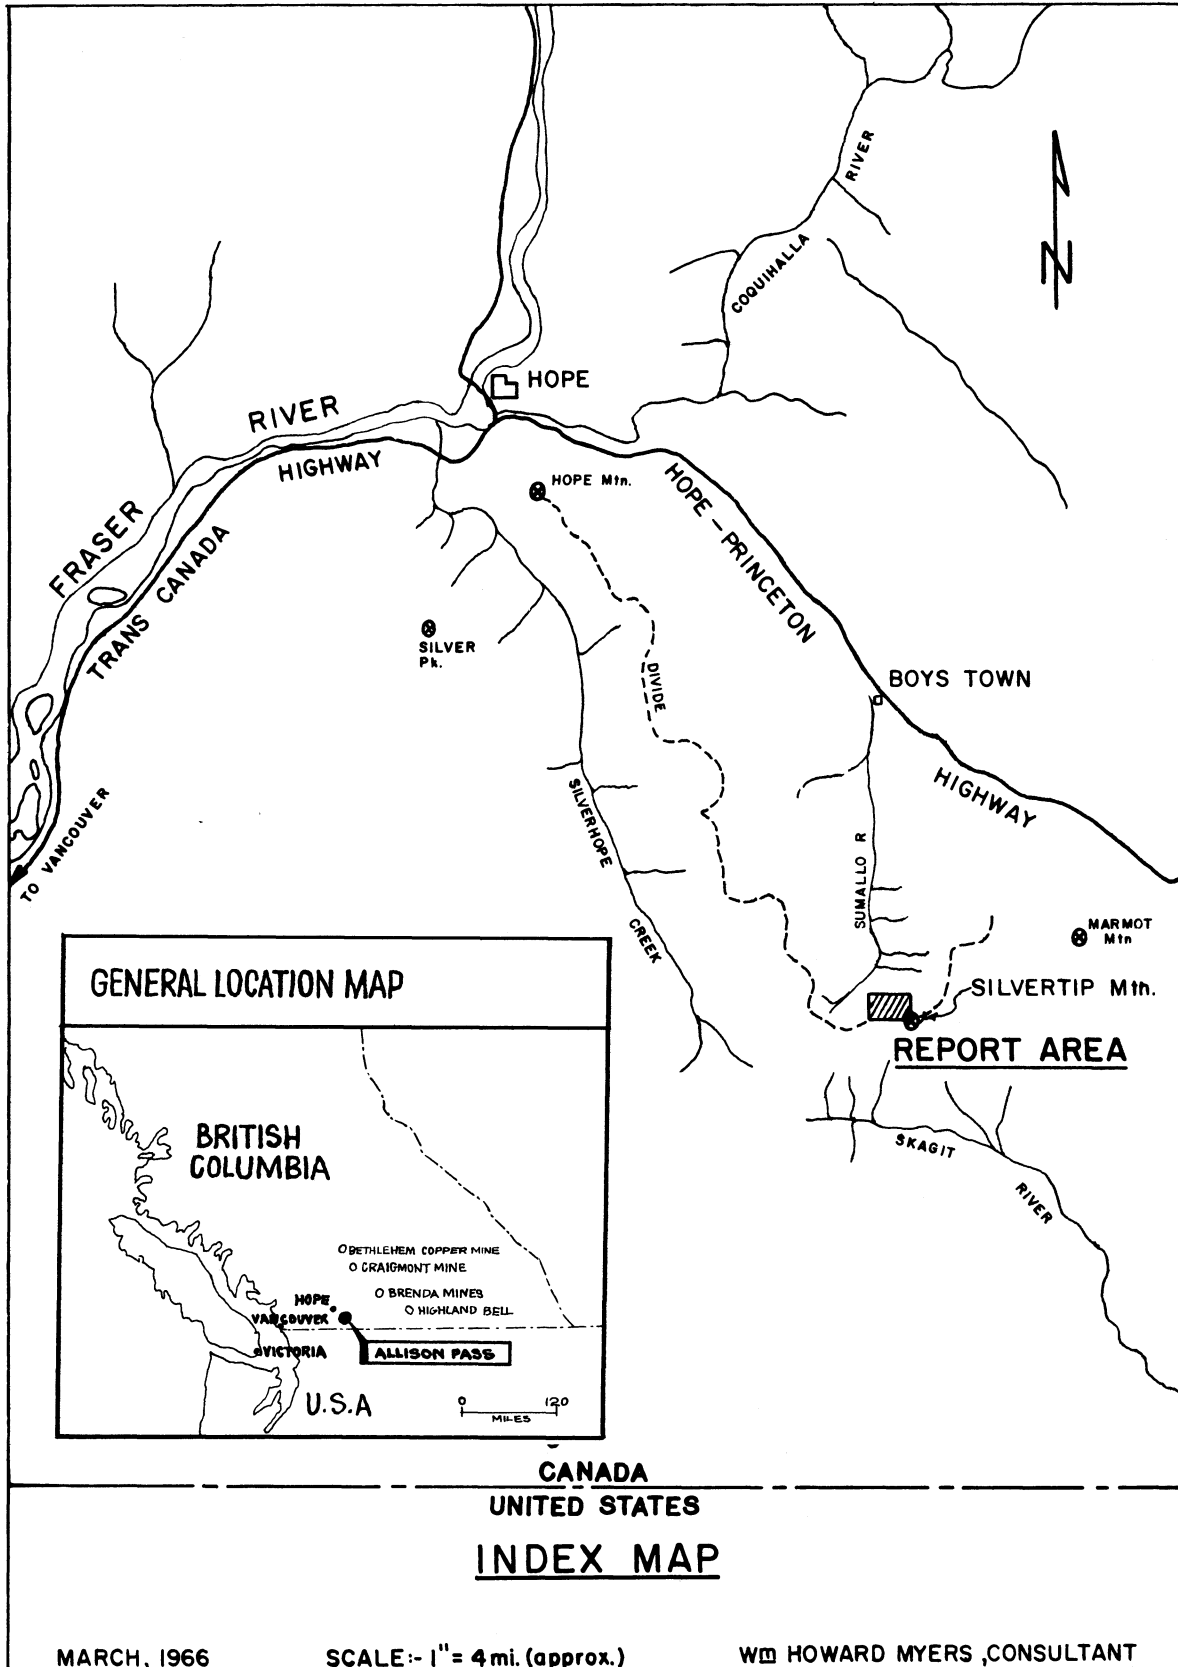 RIVER
COQUIHALLA
N
HOPE
RIVER
FRASER
HIGHWAY
TRANS CANADA
HOPE Mtn.
HOPE - PRINCETON
HIGHWAY
SILVER
Pk.
DIVIDE
BOYS TOWN
TO VANCOUVER
SILVERHOPE
CREEK
SUMALLO R
MARMOT
Mtn
SILVERTIP Mtn.
REPORT AREA
SKAGIT
RIVER
GENERAL LOCATION MAP
BRITISH
COLUMBIA
BETHLEHEM COPPER MINE
CRAIGMONT MINE
BRENDA MINES
HIGHLAND BELL
HOPE
VANCOUVER
VICTORIA
ALLISON PASS
U.S.A
0 120
MILES
CANADA
UNITED STATES
INDEX MAP
MARCH, 1966
SCALE:- 1" = 4 mi. (approx.)
Wm HOWARD MYERS ,CONSULTANT